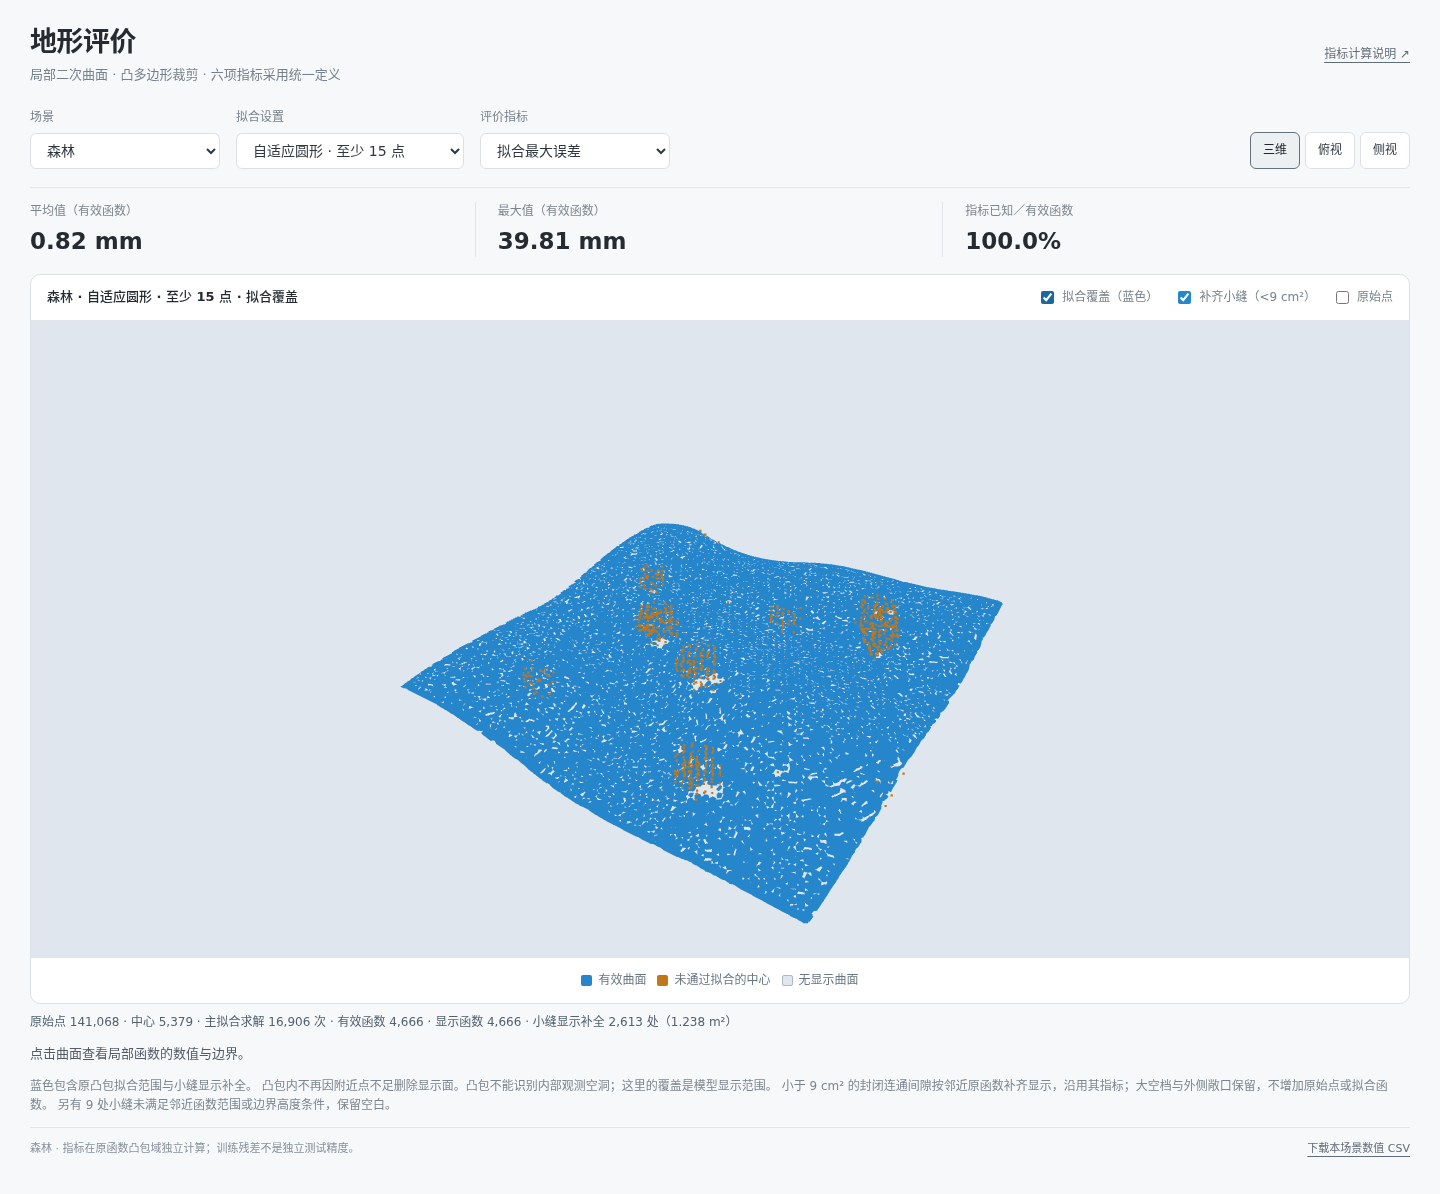 地形评价
指标计算说明 ↗
局部二次曲面 · 凸多边形裁剪 · 六项指标采用统一定义
场景
拟合设置
评价指标
森林
自适应圆形 · 至少 15 点
拟合最大误差
三维
俯视
侧视
平均值（有效函数）
最大值（有效函数）
指标已知／有效函数
0.82 mm
39.81 mm
100.0%
森林 · 自适应圆形 · 至少 15 点 · 拟合覆盖
拟合覆盖（蓝色）
补齐小缝（<9 cm²）
原始点
有效曲面
未通过拟合的中心
无显示曲面
原始点 141,068 · 中心 5,379 · 主拟合求解 16,906 次 · 有效函数 4,666 · 显示函数 4,666 · 小缝显示补全 2,613 处（1.238 m²）
点击曲面查看局部函数的数值与边界。
蓝色包含原凸包拟合范围与小缝显示补全。 凸包内不再因附近点不足删除显示面。凸包不能识别内部观测空洞；这里的覆盖是模型显示范围。 小于 9 cm² 的封闭连通间隙按邻近原函数补齐显示，沿用其指标；大空档与外侧敞口保留，不增加原始点或拟合函
数。 另有 9 处小缝未满足邻近函数范围或边界高度条件，保留空白。
森林 · 指标在原函数凸包域独立计算；训练残差不是独立测试精度。
下载本场景数值 CSV